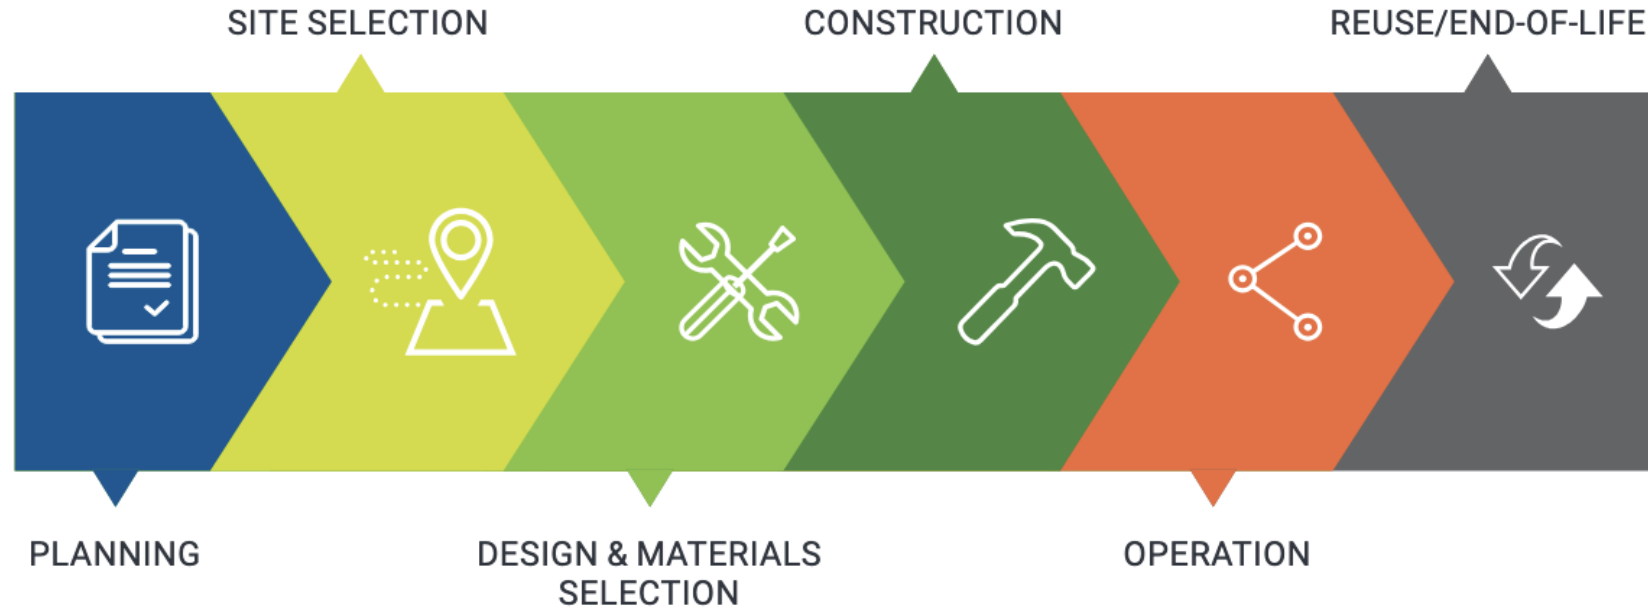 SITE SELECTION
CONSTRUCTION
REUSE/END-OF-LIFE
PLANNING
DESIGN & MATERIALS
SELECTION
OPERATION